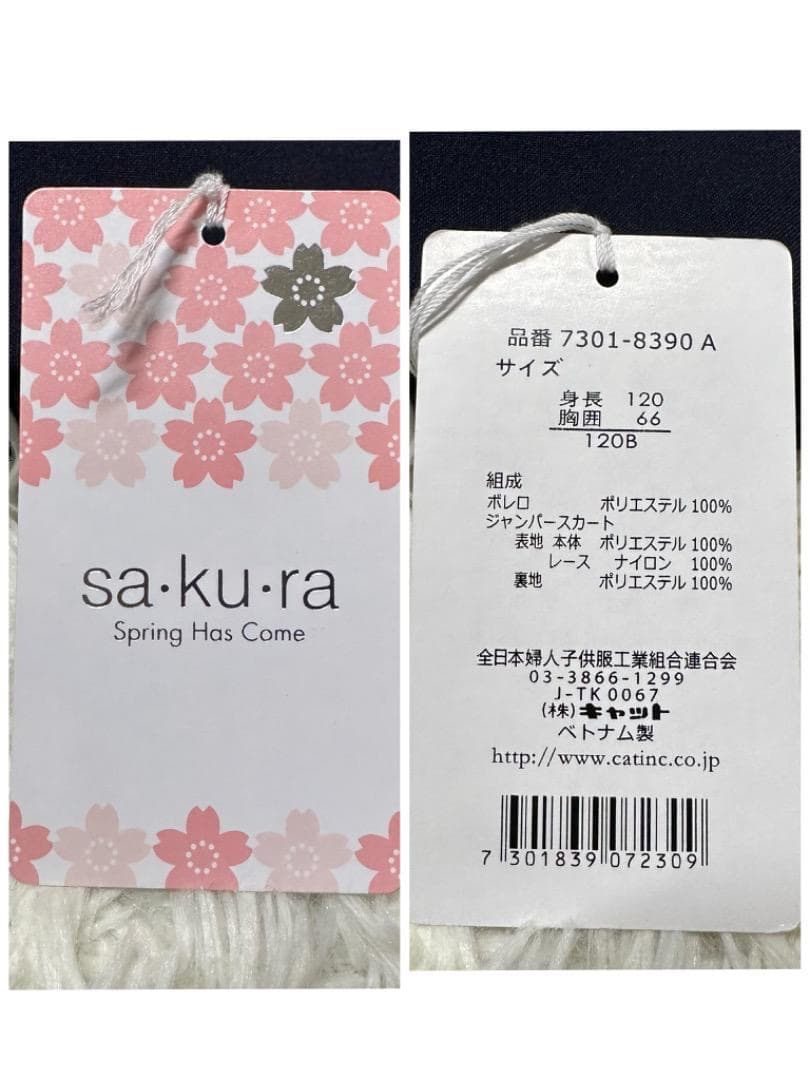 sa·ku·ra
Spring Has Come
品番 7301-8390 A
サイズ
身長 120
胸囲 66
120B
組成
ボレロ ポリエステル 100%
ジャンパースカート
表地 本体 ポリエステル 100%
レース ナイロン 100%
裏地 ポリエステル 100%
全日本婦人子供服工業組合連合会
03-3866-1299
J-TK 0067
(株)キャット
ベトナム製
http://www.catinc.co.jp
7 301839 072309